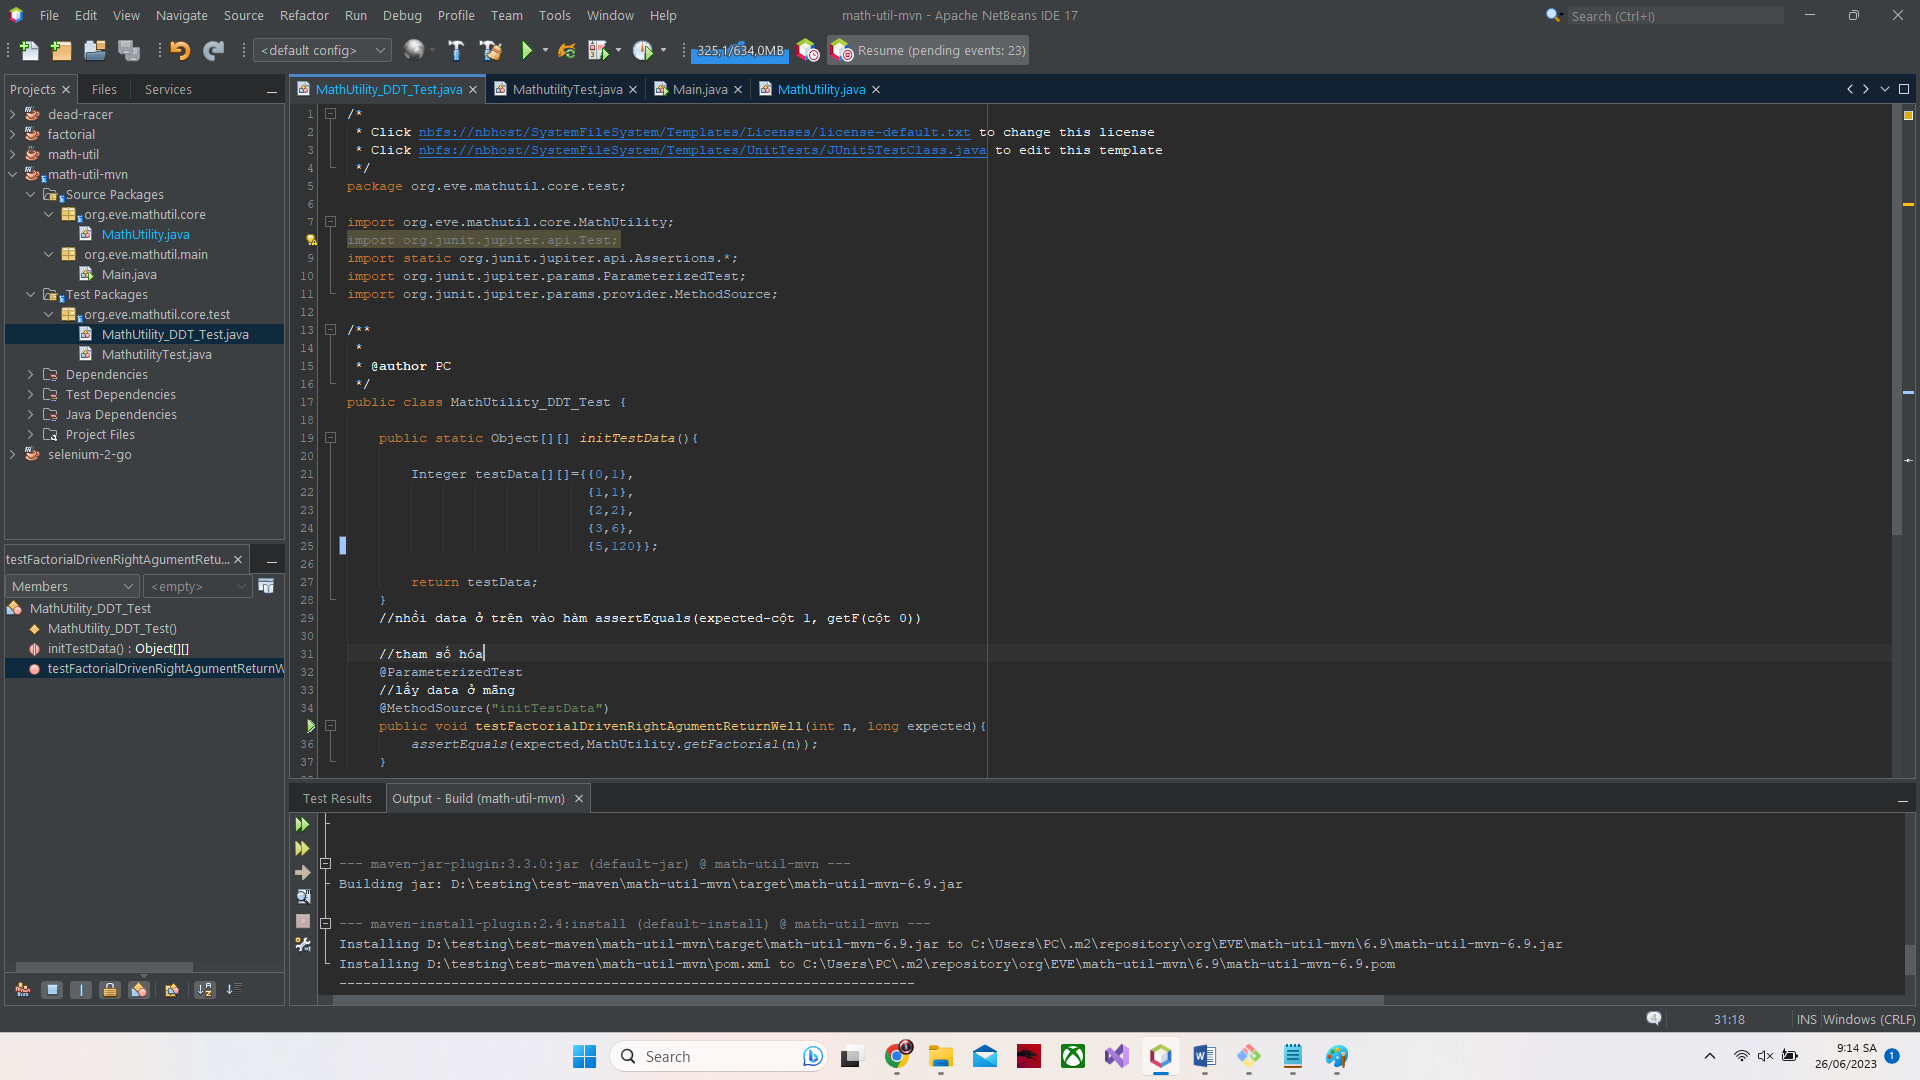 File Edit View Navigate Source Refactor Run Debug Profile Team Tools Window Help
math-util-mvn - Apache NetBeans IDE 17
Search (Ctrl+I)
<default config>
325,1/634,0MB
Resume (pending events: 23)
Projects Files Services
dead-racer
factorial
math-util
math-util-mvn
Source Packages
org.eve.mathutil.core
MathUtility.java
org.eve.mathutil.main
Main.java
Test Packages
org.eve.mathutil.core.test
MathUtility_DDT_Test.java
MathutilityTest.java
Dependencies
Test Dependencies
Java Dependencies
Project Files
selenium-2-go
testFactorialDrivenRightAgumentRetu...
Members
<empty>
MathUtility_DDT_Test
MathUtility_DDT_Test()
initTestData() : Object[][]
testFactorialDrivenRightAgumentReturnW
MathUtility_DDT_Test.java MathutilityTest.java Main.java MathUtility.java
1 /*
2 * Click nbfs://nbhost/SystemFileSystem/Templates/Licenses/license-default.txt to change this license
3 * Click nbfs://nbhost/SystemFileSystem/Templates/UnitTests/JUnit5TestClass.java to edit this template
4 */
5 package org.eve.mathutil.core.test;
6
7 import org.eve.mathutil.core.MathUtility;
import org.junit.jupiter.api.Test;
9 import static org.junit.jupiter.api.Assertions.*;
10 import org.junit.jupiter.params.ParameterizedTest;
11 import org.junit.jupiter.params.provider.MethodSource;
12
13 /**
14 *
15 * @author PC
16 */
17 public class MathUtility_DDT_Test {
18
19 public static Object[][] initTestData(){
20
21 Integer testData[][]={{0,1},
22 {1,1},
23 {2,2},
24 {3,6},
25 {5,120}};
26
27 return testData;
28 }
29 //nhồi data ở trên vào hàm assertEquals(expected-cột 1, getF(cột 0))
30
31 //tham số hóa
32 @ParameterizedTest
33 //lấy data ở mãng
34 @MethodSource("initTestData")
public void testFactorialDrivenRightAgumentReturnWell(int n, long expected){
36 assertEquals(expected,MathUtility.getFactorial(n));
37 }
Test Results Output - Build (math-util-mvn)
--- maven-jar-plugin:3.3.0:jar (default-jar) @ math-util-mvn ---
Building jar: D:\testing\test-maven\math-util-mvn\target\math-util-mvn-6.9.jar
--- maven-install-plugin:2.4:install (default-install) @ math-util-mvn ---
Installing D:\testing\test-maven\math-util-mvn\target\math-util-mvn-6.9.jar to C:\Users\PC\.m2\repository\org\EVE\math-util-mvn\6.9\math-util-mvn-6.9.jar
Installing D:\testing\test-maven\math-util-mvn\pom.xml to C:\Users\PC\.m2\repository\org\EVE\math-util-mvn\6.9\math-util-mvn-6.9.pom
------------------------------------------------------------------------
4 31:18 INS Windows (CRLF)
Search
9:14 SA
26/06/2023
1